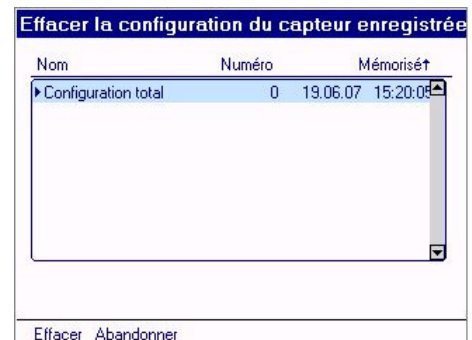 Effacer la configuration du capteur enregistrée
Nom Numéro Mémorisé↑
Configuration total 0 19.06.07 15:20:05
Effacer Abandonner